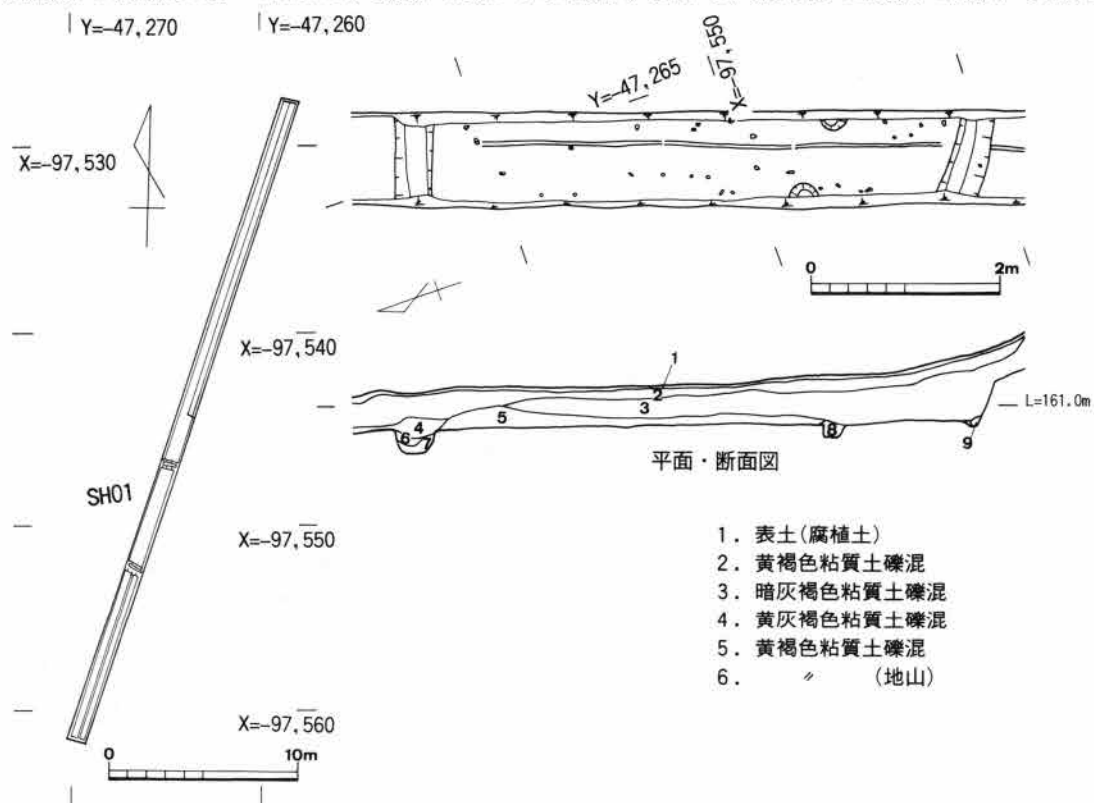 Y=-47,270
Y=-47,260
X=-97,530
X=-97,540
SH01
X=-97,550
X=-97,560
0 10m
Y=-47,265
X=-97,550
0 2m
1
2
3
4
5
6
7
8
9
L=161.0m
平面・断面図
1. 表土(腐植土)
2. 黄褐色粘質土礫混
3. 暗灰褐色粘質土礫混
4. 黄灰褐色粘質土礫混
5. 黄褐色粘質土礫混
6. 〃 (地山)